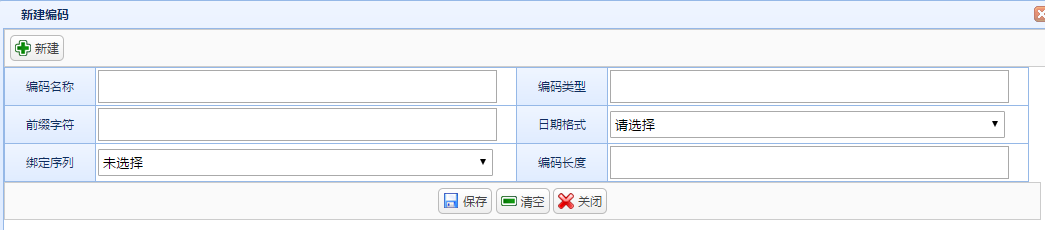 新建编码
新建
编码名称 编码类型
前缀字符 日期格式 请选择
绑定序列 未选择 编码长度
保存 清空 关闭